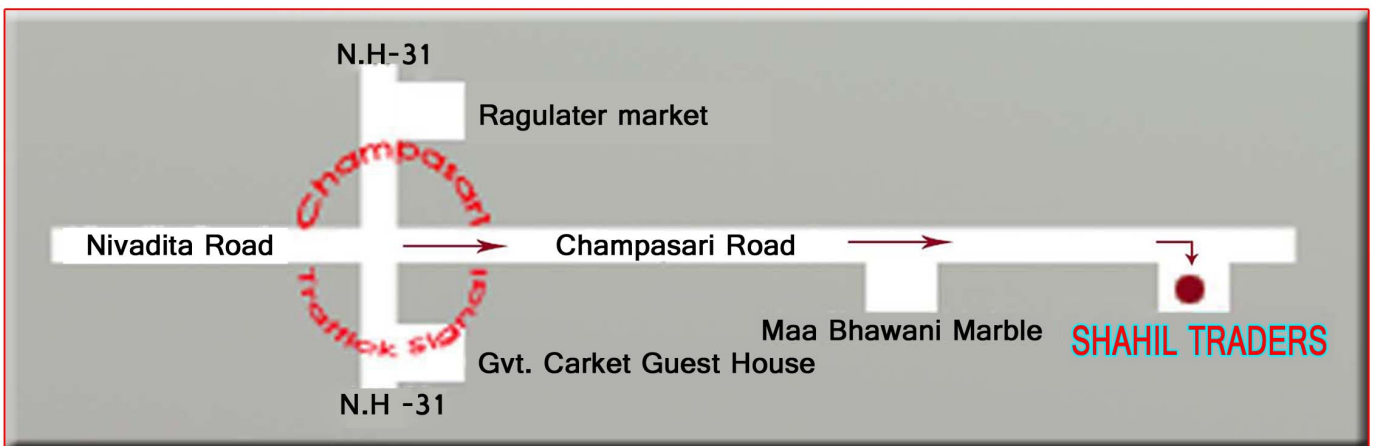 N.H-31
Ragulater market
Champasari
Nivadita Road
Champasari Road
Traffick Signal
Maa Bhawani Marble
SHAHIL TRADERS
Gvt. Carket Guest House
N.H -31